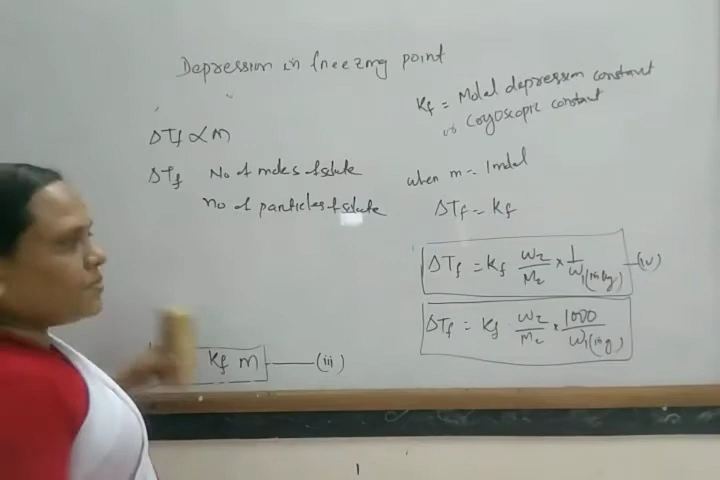 Depression in freezing point
ΔTf ∝ m
ΔTf No of moles of solute
no of particles of solute
Kf m —(iii)
Kf = Molal depression constant
or Cryoscopic constant
when m = 1 molal
ΔTf = Kf
ΔTf = Kf w2/M2 × 1/w1(in kg) —(iv)
ΔTf = Kf · w2/M2 × 1000/w1(in g)